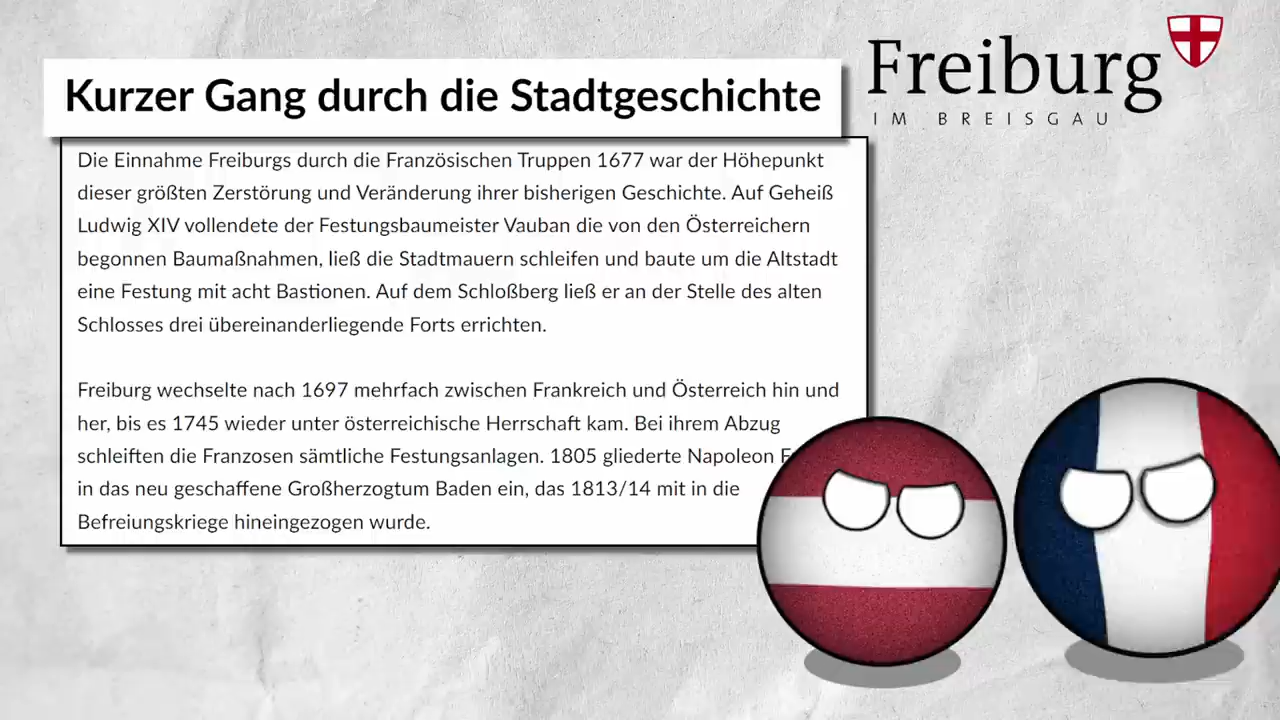 Freiburg
IM BREISGAU
Kurzer Gang durch die Stadtgeschichte
Die Einnahme Freiburgs durch die Französischen Truppen 1677 war der Höhepunkt
dieser größten Zerstörung und Veränderung ihrer bisherigen Geschichte. Auf Geheiß
Ludwig XIV vollendete der Festungsbaumeister Vauban die von den Österreichern
begonnen Baumaßnahmen, ließ die Stadtmauern schleifen und baute um die Altstadt
eine Festung mit acht Bastionen. Auf dem Schloßberg ließ er an der Stelle des alten
Schlosses drei übereinanderliegende Forts errichten.
Freiburg wechselte nach 1697 mehrfach zwischen Frankreich und Österreich hin und
her, bis es 1745 wieder unter österreichische Herrschaft kam. Bei ihrem Abzug
schleiften die Franzosen sämtliche Festungsanlagen. 1805 gliederte Napoleon
in das neu geschaffene Großherzogtum Baden ein, das 1813/14 mit in die
Befreiungskriege hineingezogen wurde.